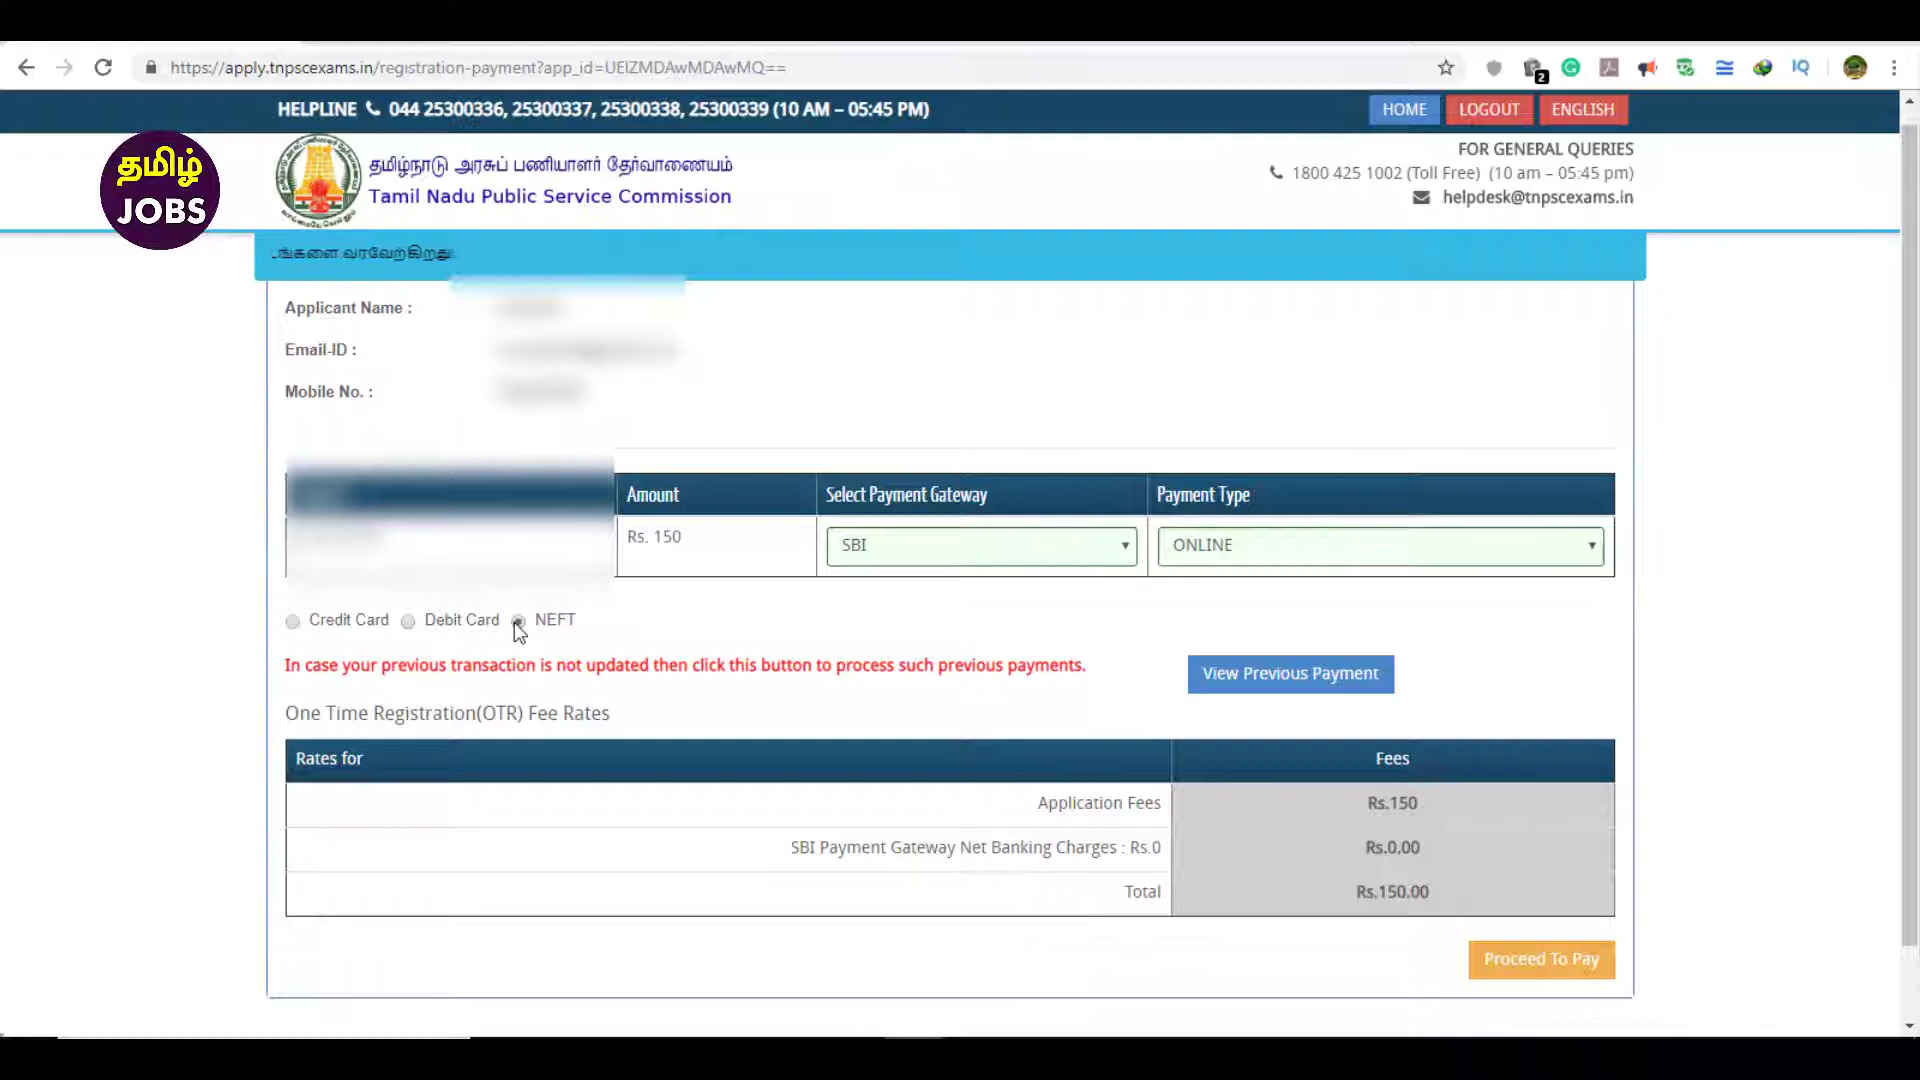 https://apply.tnpscexams.in/registration-payment?app_id=UElZMDAwMDAwMQ==
2
IQ
HELPLINE 044 25300336, 25300337, 25300338, 25300339 (10 AM – 05:45 PM)
HOME
LOGOUT
ENGLISH
தமிழ்
JOBS
தமிழ்நாடு அரசுப் பணியாளர் தேர்வாணையம்
Tamil Nadu Public Service Commission
FOR GENERAL QUERIES
1800 425 1002 (Toll Free) (10 am – 05:45 pm)
helpdesk@tnpscexams.in
வரவேற்கிறது
Applicant Name :
Email-ID :
Mobile No. :
Amount
Select Payment Gateway
Payment Type
Rs. 150
SBI
ONLINE
Credit Card
Debit Card
NEFT
In case your previous transaction is not updated then click this button to process such previous payments.
View Previous Payment
One Time Registration(OTR) Fee Rates
Rates for
Fees
Application Fees
Rs.150
SBI Payment Gateway Net Banking Charges : Rs.0
Rs.0.00
Total
Rs.150.00
Proceed To Pay